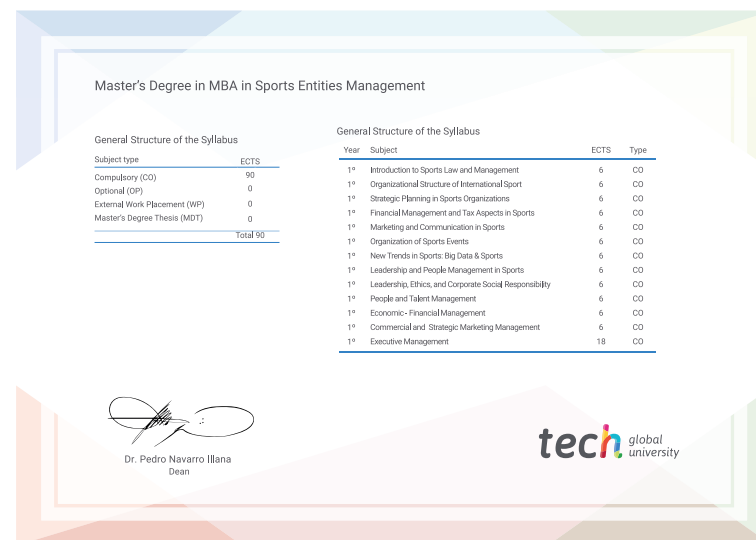 Master's Degree in MBA in Sports Entities Management
General Structure of the Syllabus
Subject type ECTS
Compulsory (CO) 90
Optional (OP) 0
External Work Placement (WP) 0
Master's Degree Thesis (MDT) 0
Total 90
General Structure of the Syllabus
Year Subject ECTS Type
1º Introduction to Sports Law and Management 6 CO
1º Organizational Structure of International Sport 6 CO
1º Strategic Planning in Sports Organizations 6 CO
1º Financial Management and Tax Aspects in Sports 6 CO
1º Marketing and Communication in Sports 6 CO
1º Organization of Sports Events 6 CO
1º New Trends in Sports: Big Data & Sports 6 CO
1º Leadership and People Management in Sports 6 CO
1º Leadership, Ethics, and Corporate Social Responsibility 6 CO
1º People and Talent Management 6 CO
1º Economic - Financial Management 6 CO
1º Commercial and Strategic Marketing Management 6 CO
1º Executive Management 18 CO
Dr. Pedro Navarro Illana
Dean
tech global
university